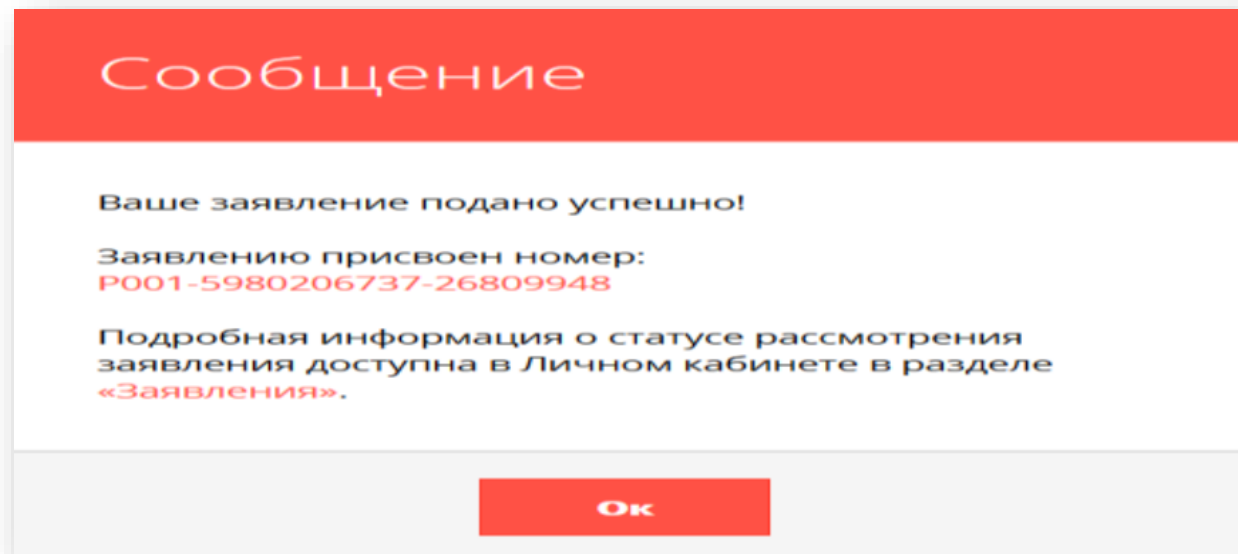 Сообщение
Ваше заявление подано успешно!
Заявлению присвоен номер:
Р001-5980206737-26809948
Подробная информация о статусе рассмотрения
заявления доступна в Личном кабинете в разделе
«Заявления».
Ок